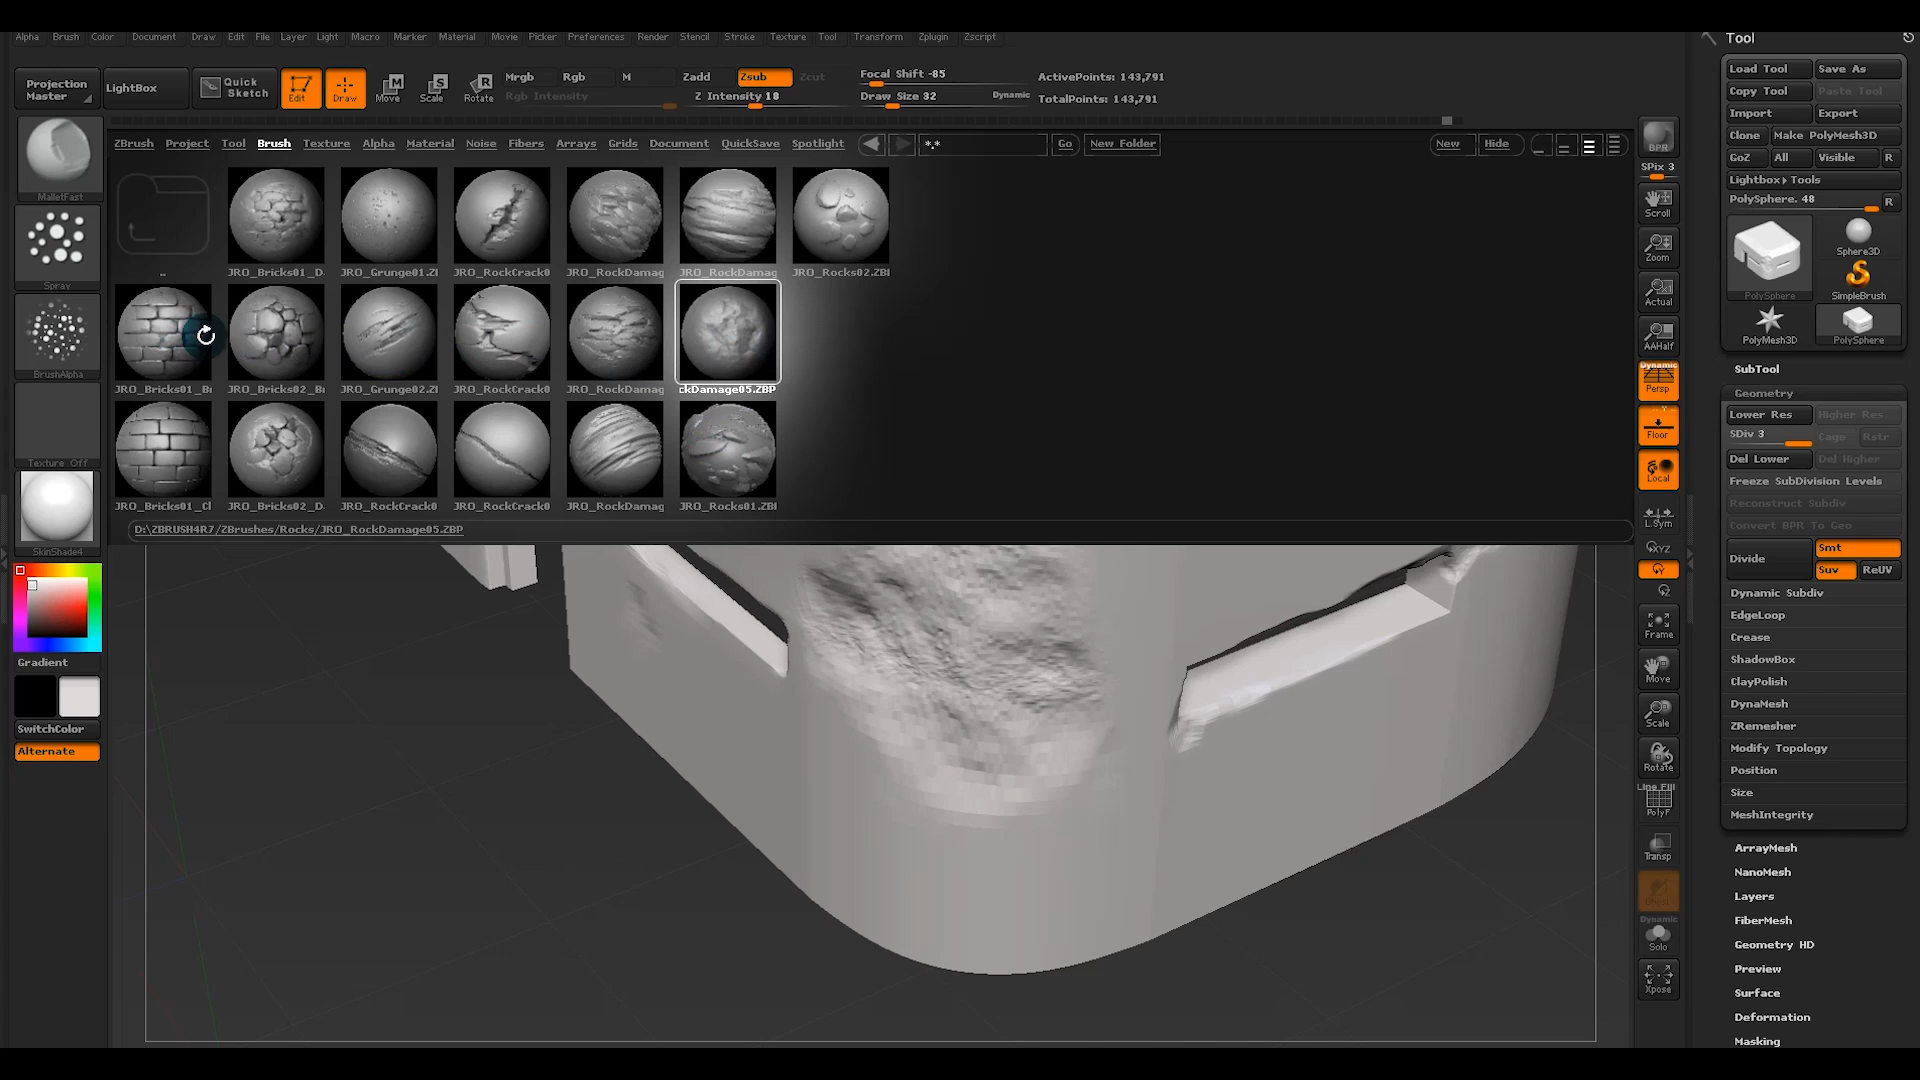 Alpha Brush Color Document Draw Edit File Layer Light Macro Marker Material Movie Picker Preferences Render Stencil Stroke Texture Tool Transform Zplugin Zscript
Tool
Projection Master
LightBox
Quick Sketch
Edit
Draw
Move
Scale
Rotate
Mrgb Rgb M Zadd Zsub Zcut
Rgb Intensity Z Intensity 18
Focal Shift -85
Draw Size 32 Dynamic
ActivePoints: 143,791
TotalPoints: 143,791
ZBrush Project Tool Brush Texture Alpha Material Noise Fibers Arrays Grids Document QuickSave Spotlight *.* Go New Folder New Hide
.. JRO_Bricks01_D JRO_Grunge01.ZB JRO_RockCrack0 JRO_RockDamag JRO_RockDamag JRO_Rocks02.ZBI
JRO_Bricks01_Br JRO_Bricks02_Br JRO_Grunge02.ZB JRO_RockCrack0 JRO_RockDamag ckDamage05.ZBP
JRO_Bricks01_Cl JRO_Bricks02_D JRO_RockCrack0 JRO_RockCrack0 JRO_RockDamag JRO_Rocks01.ZBI
D:\ZBRUSH4R7/ZBrushes/Rocks/JRO_RockDamage05.ZBP
MalletFast
Spray
BrushAlpha
Texture Off
SkinShade4
Gradient
SwitchColor
Alternate
BPR
SPix 3
Scroll
Zoom
Actual
AAHalf
Dynamic
Persp
Floor
Local
L.Sym
XYZ
Y
Z
Frame
Move
Scale
Rotate
Line Fill
PolyF
Transp
Dynamic
Solo
Xpose
Load Tool Save As
Copy Tool Paste Tool
Import Export
Clone Make PolyMesh3D
GoZ All Visible R
Lightbox▸Tools
PolySphere. 48 R
PolySphere
Sphere3D
SimpleBrush
PolyMesh3D
PolySphere
SubTool
Geometry
Lower Res Higher Res
SDiv 3 Cage Rstr
Del Lower Del Higher
Freeze SubDivision Levels
Reconstruct Subdiv
Convert BPR To Geo
Divide
Smt
Suv ReUV
Dynamic Subdiv
EdgeLoop
Crease
ShadowBox
ClayPolish
DynaMesh
ZRemesher
Modify Topology
Position
Size
MeshIntegrity
ArrayMesh
NanoMesh
Layers
FiberMesh
Geometry HD
Preview
Surface
Deformation
Masking